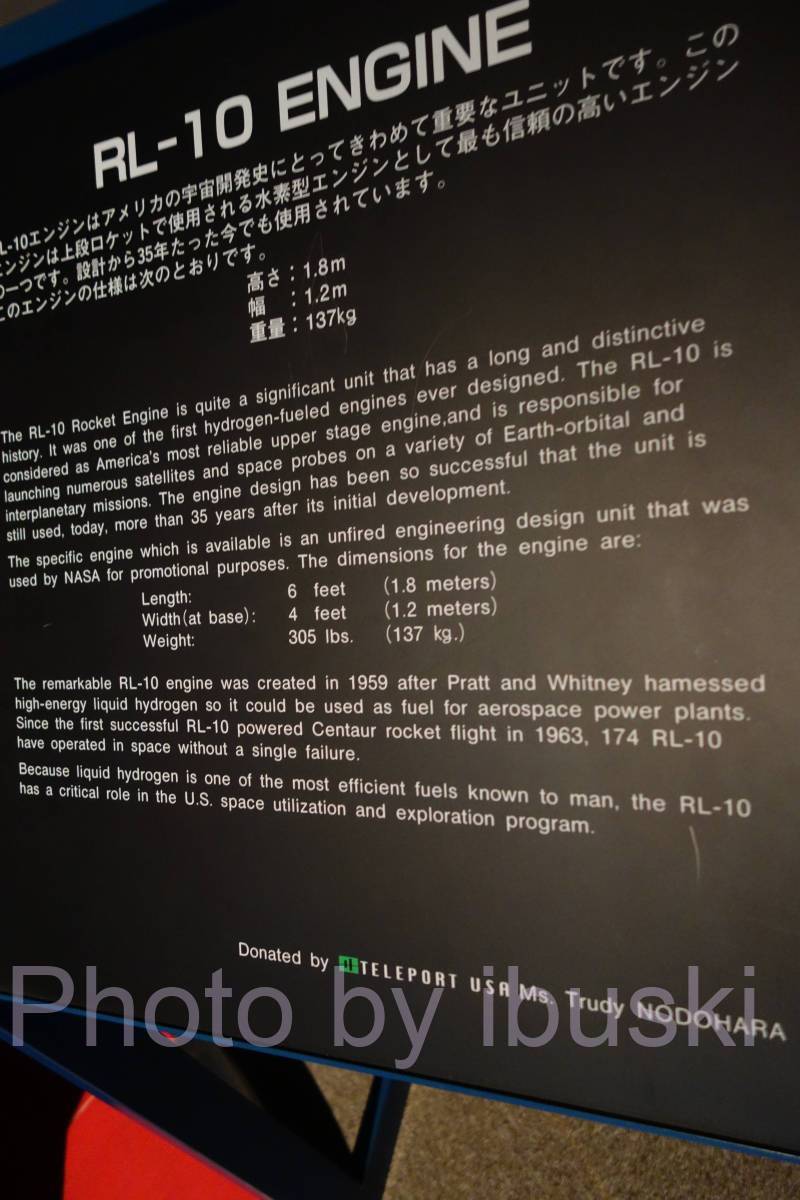 RL-10 ENGINE
L-10エンジンはアメリカの宇宙開発史にとってきわめて重要なユニットです。この
エンジンは上段ロケットで使用される水素型エンジンとして最も信頼の高いエンジン
の一つです。設計から35年たった今でも使用されています。
このエンジンの仕様は次のとおりです。
高さ：1.8m
幅　：1.2m
重量：137kg
The RL-10 Rocket Engine is quite a significant unit that has a long and distinctive
history. It was one of the first hydrogen-fueled engines ever designed. The RL-10 is
considered as America's most reliable upper stage engine,and is responsible for
launching numerous satellites and space probes on a variety of Earth-orbital and
interplanetary missions. The engine design has been so successful that the unit is
still used, today, more than 35 years after its initial development.
The specific engine which is available is an unfired engineering design unit that was
used by NASA for promotional purposes. The dimensions for the engine are:
Length: 6 feet (1.8 meters)
Width(at base): 4 feet (1.2 meters)
Weight: 305 lbs. (137 kg.)
The remarkable RL-10 engine was created in 1959 after Pratt and Whitney hamessed
high-energy liquid hydrogen so it could be used as fuel for aerospace power plants.
Since the first successful RL-10 powered Centaur rocket flight in 1963, 174 RL-10
have operated in space without a single failure.
Because liquid hydrogen is one of the most efficient fuels known to man, the RL-10
has a critical role in the U.S. space utilization and exploration program.
Donated by TELEPORT USA Ms. Trudy NODOHARA
Photo by ibuski